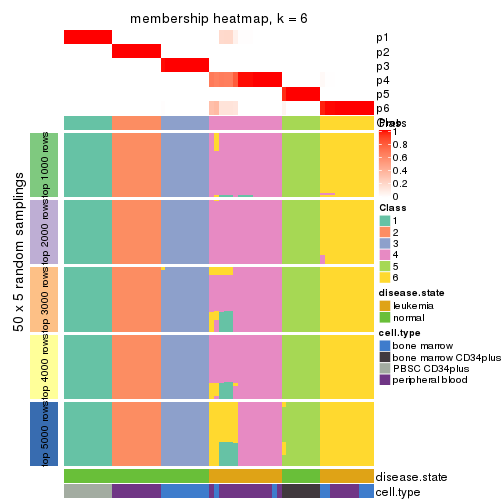 membership heatmap, k = 6
p1
p2
p3
p4
p5
p6
Class
Prob
1
0.8
0.6
0.4
0.2
0
Class
1
2
3
4
5
6
disease.state
leukemia
normal
cell.type
bone marrow
bone marrow CD34plus
PBSC CD34plus
peripheral blood
50 x 5 random samplings
top 1000 rows
top 2000 rows
top 3000 rows
top 4000 rows
top 5000 rows
disease.state
cell.type